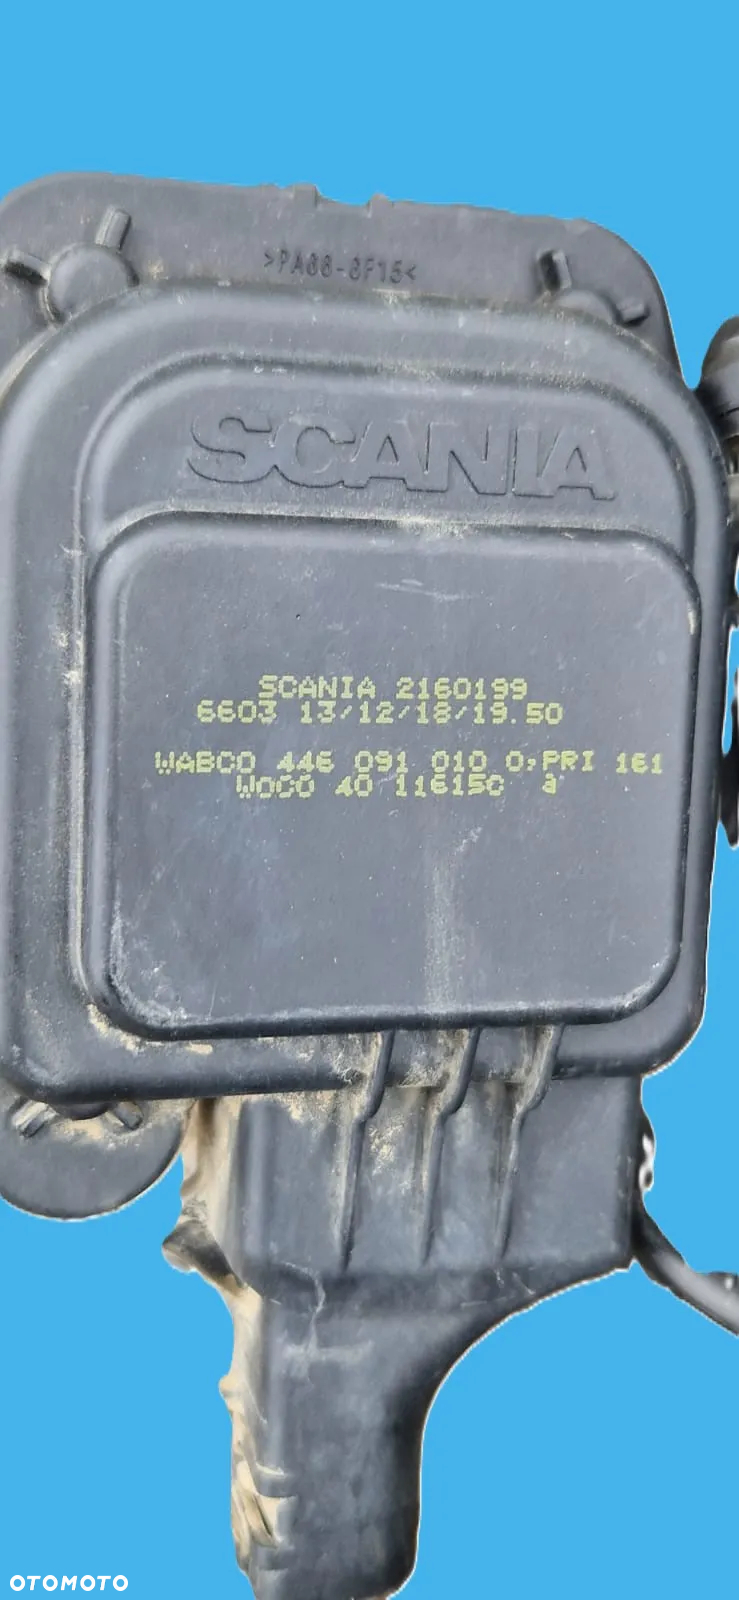 >PA66-GF15<
SCANIA
SCANIA 2160199
6603 13/12/18/19.50
WABCO 446 091 010 0,PRI 161
WOCO 40 11615C a
OTOMOTO